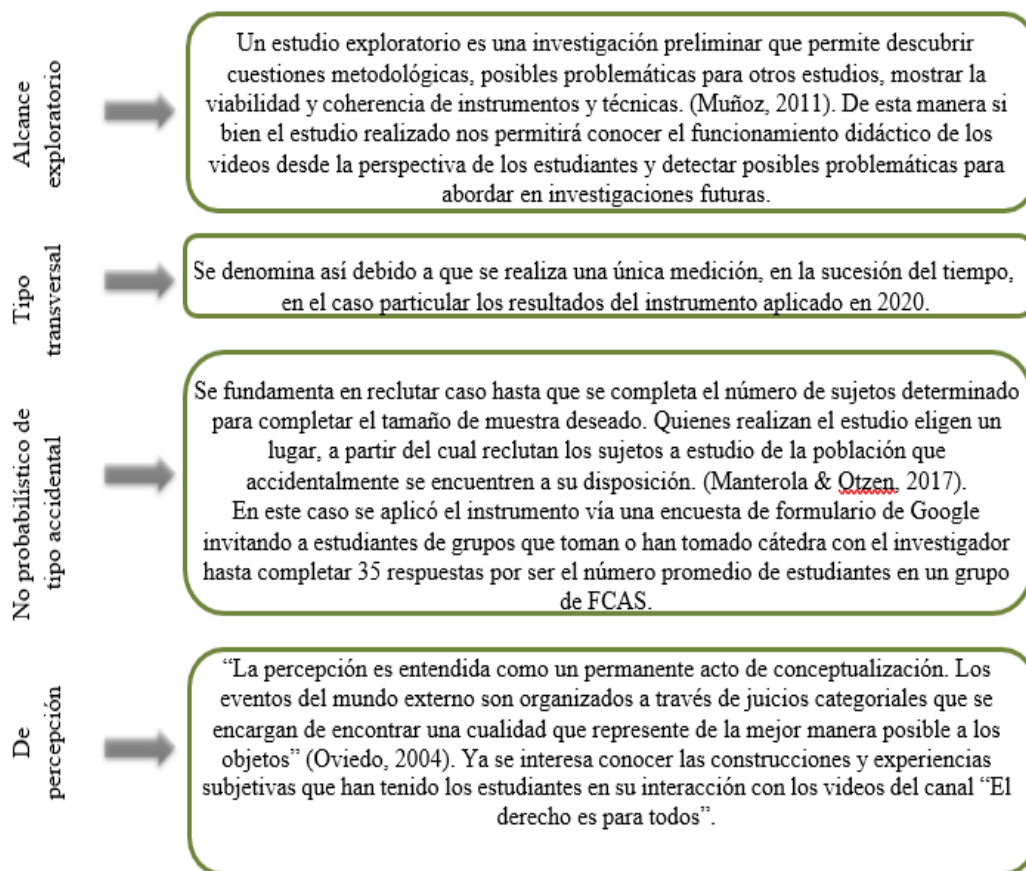 Alcance
exploratorio
Un estudio exploratorio es una investigación preliminar que permite descubrir
cuestiones metodológicas, posibles problemáticas para otros estudios, mostrar la
viabilidad y coherencia de instrumentos y técnicas. (Muñoz, 2011). De esta manera si
bien el estudio realizado nos permitirá conocer el funcionamiento didáctico de los
videos desde la perspectiva de los estudiantes y detectar posibles problemáticas para
abordar en investigaciones futuras.
Tipo
transversal
Se denomina así debido a que se realiza una única medición, en la sucesión del tiempo,
en el caso particular los resultados del instrumento aplicado en 2020.
No probabilístico de
tipo accidental
Se fundamenta en reclutar caso hasta que se completa el número de sujetos determinado
para completar el tamaño de muestra deseado. Quienes realizan el estudio eligen un
lugar, a partir del cual reclutan los sujetos a estudio de la población que
accidentalmente se encuentren a su disposición. (Manterola & Otzen, 2017).
En este caso se aplicó el instrumento vía una encuesta de formulario de Google
invitando a estudiantes de grupos que toman o han tomado cátedra con el investigador
hasta completar 35 respuestas por ser el número promedio de estudiantes en un grupo
de FCAS.
De
percepción
“La percepción es entendida como un permanente acto de conceptualización. Los
eventos del mundo externo son organizados a través de juicios categoriales que se
encargan de encontrar una cualidad que represente de la mejor manera posible a los
objetos” (Oviedo, 2004). Ya se interesa conocer las construcciones y experiencias
subjetivas que han tenido los estudiantes en su interacción con los videos del canal “El
derecho es para todos”.